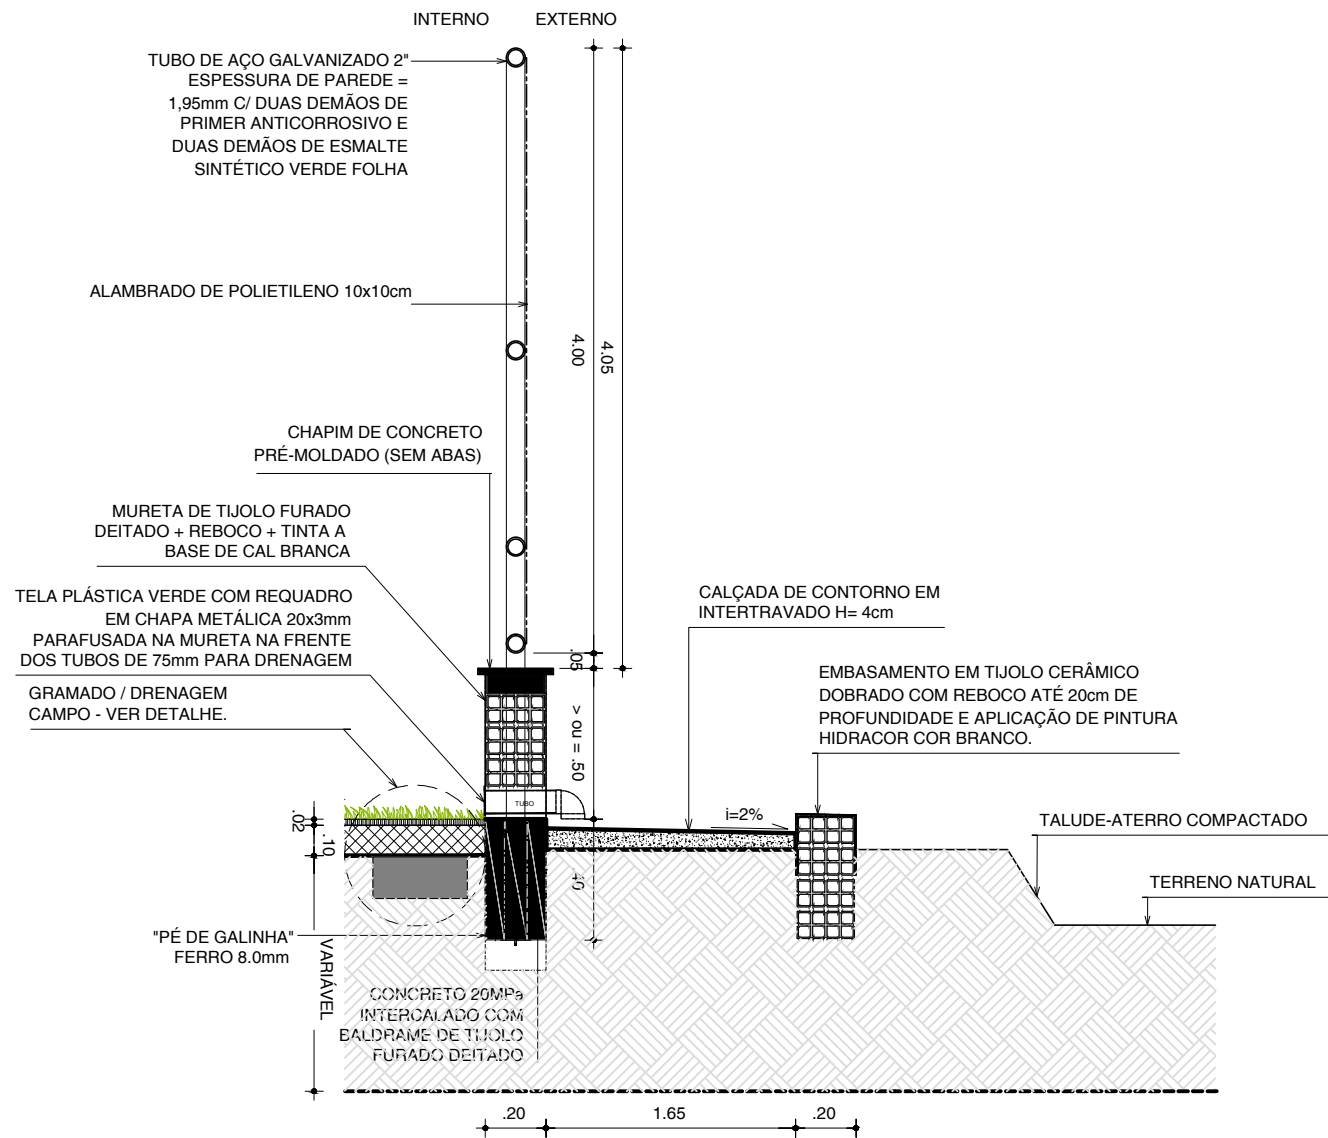 INTERNO EXTERNO
TUBO DE AÇO GALVANIZADO 2"
ESPESSURA DE PAREDE =
1,95mm C/ DUAS DEMÃOS DE
PRIMER ANTICORROSIVO E
DUAS DEMÃOS DE ESMALTE
SINTÉTICO VERDE FOLHA
ALAMBRADO DE POLIETILENO 10x10cm
4.00
4.05
CHAPIM DE CONCRETO
PRÉ-MOLDADO (SEM ABAS)
MURETA DE TIJOLO FURADO
DEITADO + REBOCO + TINTA A
BASE DE CAL BRANCA
TELA PLÁSTICA VERDE COM REQUADRO
EM CHAPA METÁLICA 20x3mm
PARAFUSADA NA MURETA NA FRENTE
DOS TUBOS DE 75mm PARA DRENAGEM
GRAMADO / DRENAGEM
CAMPO - VER DETALHE.
.05
> ou = .50
CALÇADA DE CONTORNO EM
INTERTRAVADO H= 4cm
EMBASAMENTO EM TIJOLO CERÂMICO
DOBRADO COM REBOCO ATÉ 20cm DE
PROFUNDIDADE E APLICAÇÃO DE PINTURA
HIDRACOR COR BRANCO.
TUBO
i=2%
TALUDE-ATERRO COMPACTADO
TERRENO NATURAL
.02
.10
.40
"PÉ DE GALINHA"
FERRO 8.0mm
VARIÁVEL
CONCRETO 20MPa
INTERCALADO COM
BALDRAME DE TIJOLO
FURADO DEITADO
.20 1.65 .20